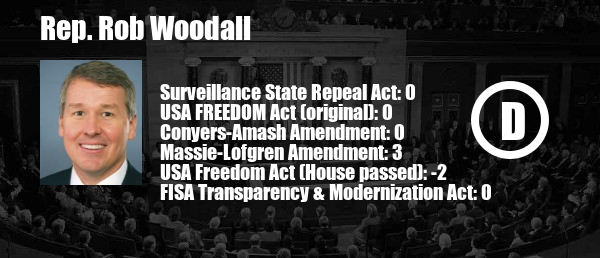 Rep. Rob Woodall
Surveillance State Repeal Act: 0
USA FREEDOM Act (original): 0
Conyers-Amash Amendment: 0
Massie-Lofgren Amendment: 3
USA Freedom Act (House passed): -2
FISA Transparency & Modernization Act: 0
D